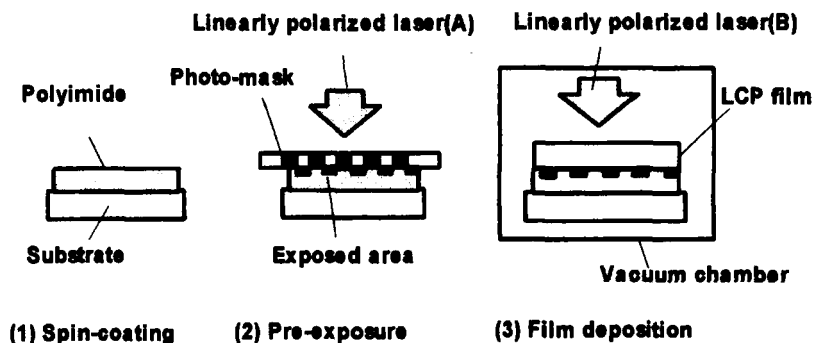 Linearly polarized laser(A)
Linearly polarized laser(B)
Photo-mask
Polyimide
LCP film
Substrate
Exposed area
Vacuum chamber
(1) Spin-coating
(2) Pre-exposure
(3) Film deposition